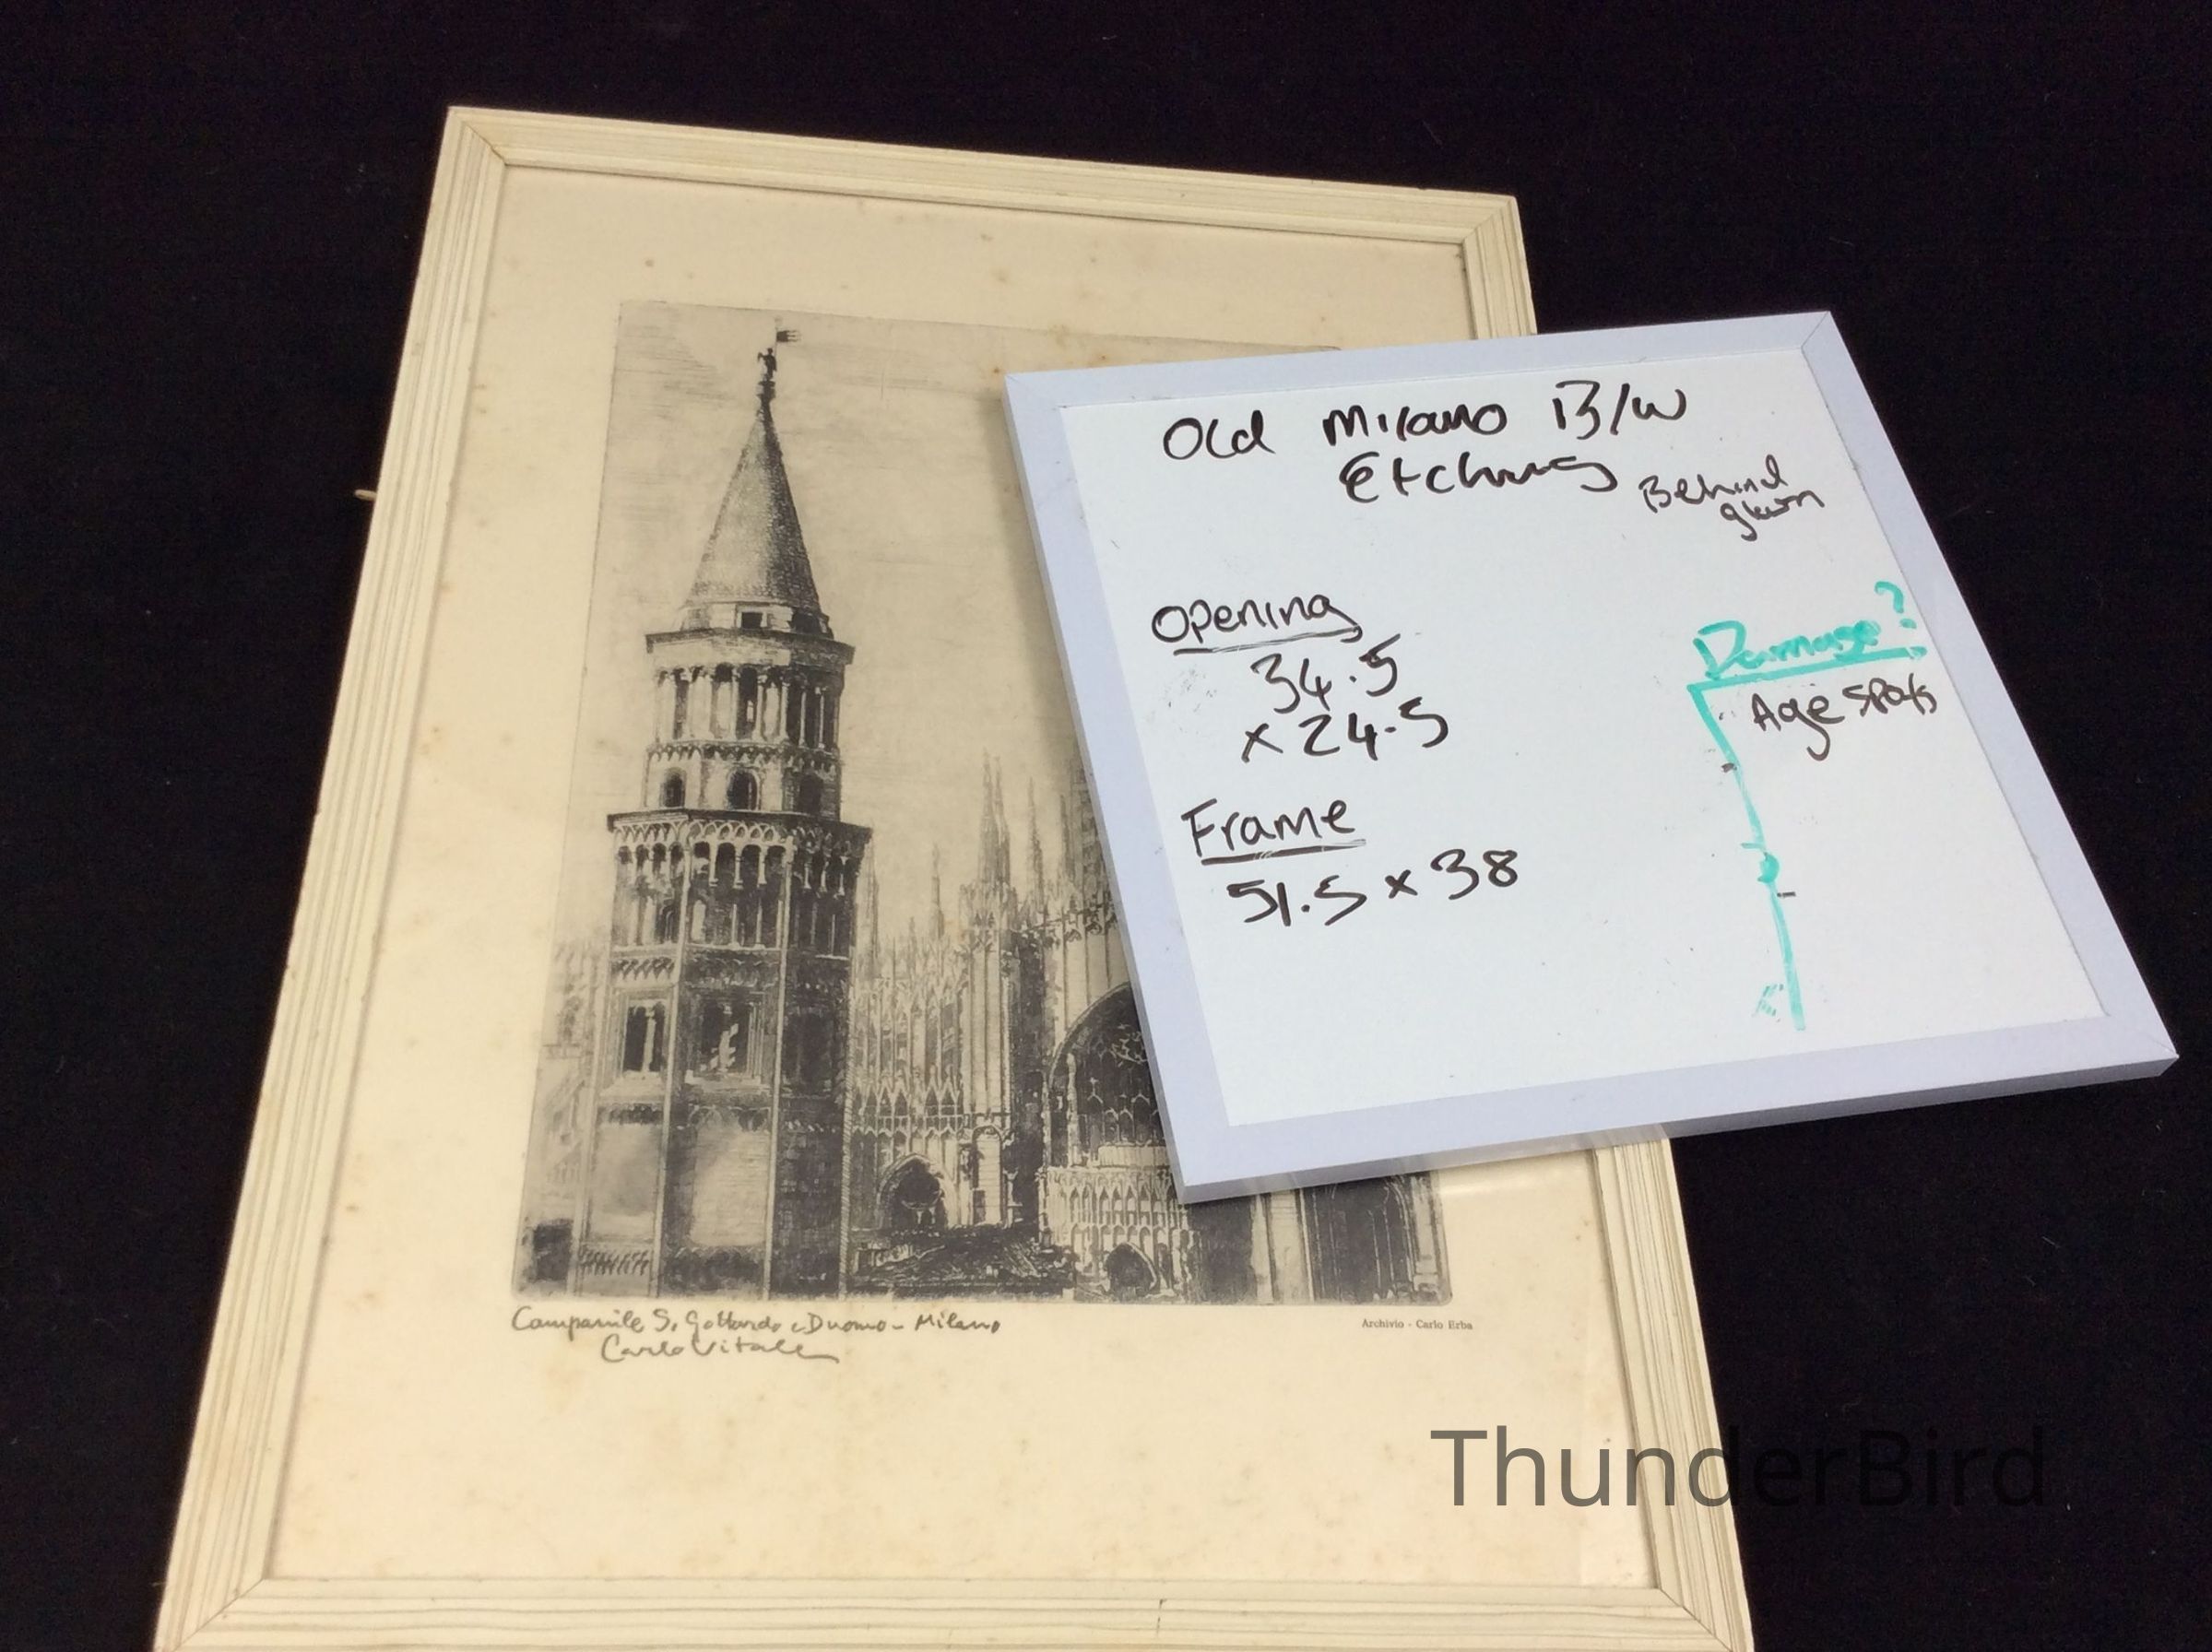 Old Milano B/W
Etching
Behind
glass
Opening
34.5
x 24.5
Frame
51.5 x 38
Damage?
Age spots
Campanile S. Gottardo e Duomo - Milano
Carlo Vitale
Archivio - Carlo Erba
ThunderBird